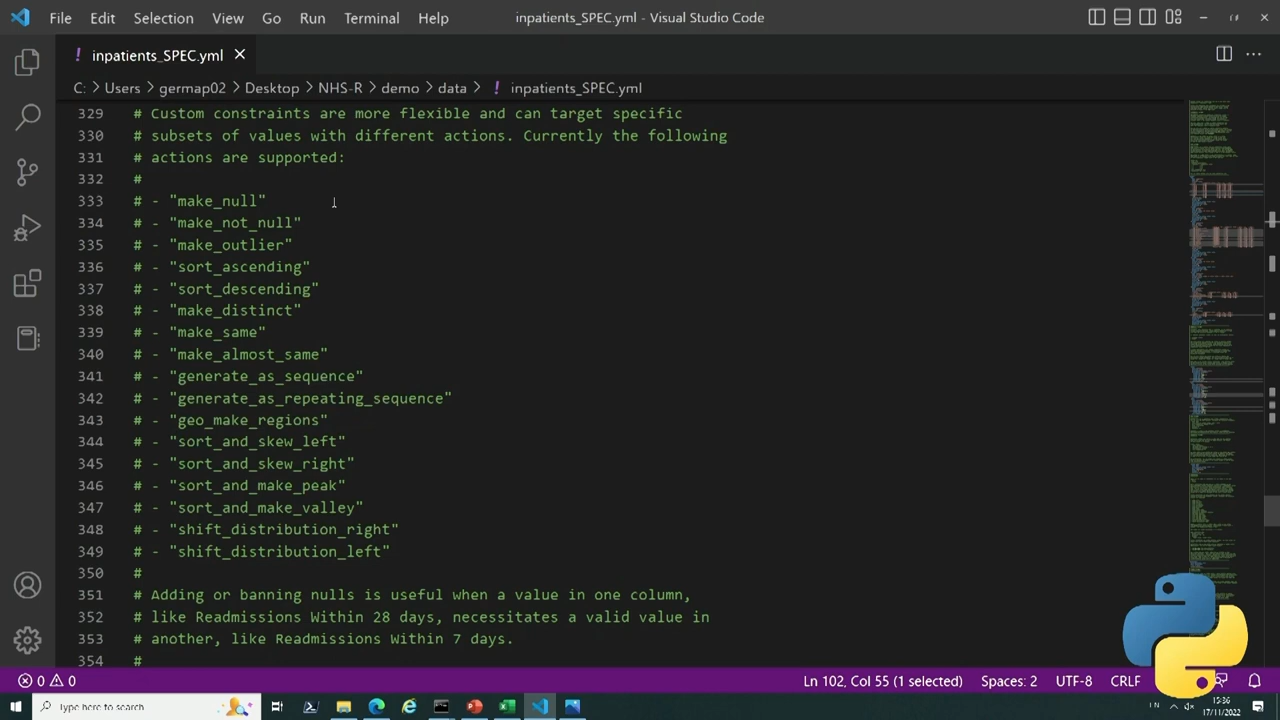 File Edit Selection View Go Run Terminal Help inpatients_SPEC.yml - Visual Studio Code
! inpatients_SPEC.yml ×
C: > Users > germap02 > Desktop > NHS-R > demo > data > ! inpatients_SPEC.yml
329 # Custom constraints are more flexible and can target specific
330 # subsets of values with different actions. Currently the following
331 # actions are supported:
332 #
333 # - "make_null"
334 # - "make_not_null"
335 # - "make_outlier"
336 # - "sort_ascending"
337 # - "sort_descending"
338 # - "make_distinct"
339 # - "make_same"
340 # - "make_almost_same"
341 # - "generate_as_sequence"
342 # - "generate_as_repeating_sequence"
343 # - "geo_make_regions"
344 # - "sort_and_skew_left"
345 # - "sort_and_skew_right"
346 # - "sort_and_make_peak"
347 # - "sort_and_make_valley"
348 # - "shift_distribution_right"
349 # - "shift_distribution_left"
350 #
351 # Adding or banning nulls is useful when a value in one column,
352 # like Readmissions Within 28 days, necessitates a valid value in
353 # another, like Readmissions Within 7 days.
354 #
0 0 Ln 102, Col 55 (1 selected) Spaces: 2 UTF-8 CRLF
Type here to search
15:36
17/11/2022